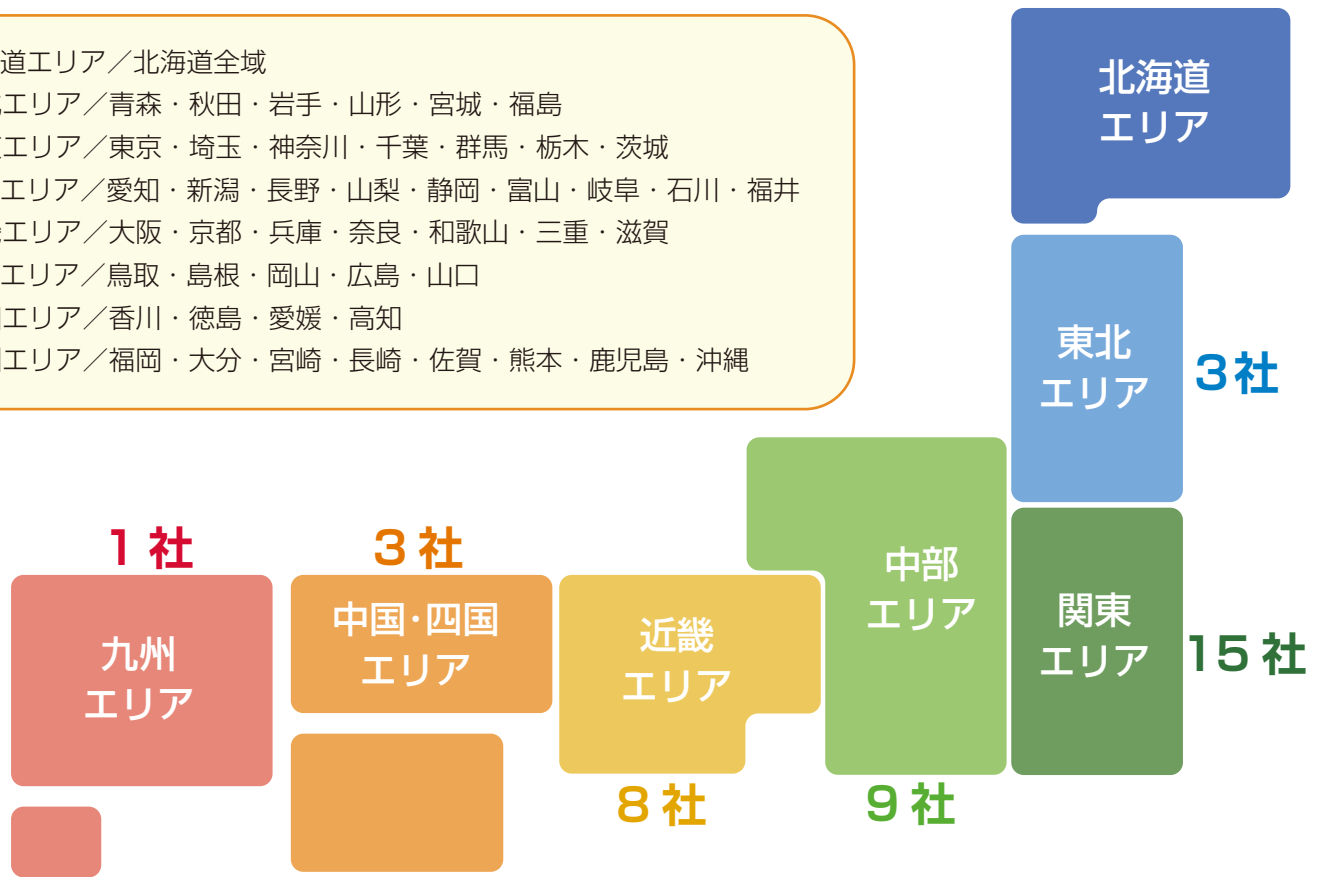 道エリア／北海道全域
エリア／青森・秋田・岩手・山形・宮城・福島
エリア／東京・埼玉・神奈川・千葉・群馬・栃木・茨城
エリア／愛知・新潟・長野・山梨・静岡・富山・岐阜・石川・福井
エリア／大阪・京都・兵庫・奈良・和歌山・三重・滋賀
エリア／鳥取・島根・岡山・広島・山口
エリア／香川・徳島・愛媛・高知
エリア／福岡・大分・宮崎・長崎・佐賀・熊本・鹿児島・沖縄
北海道
エリア
東北
エリア
3社
中部
エリア
9社
関東
エリア
15社
近畿
エリア
8社
3社
中国・四国
エリア
1社
九州
エリア